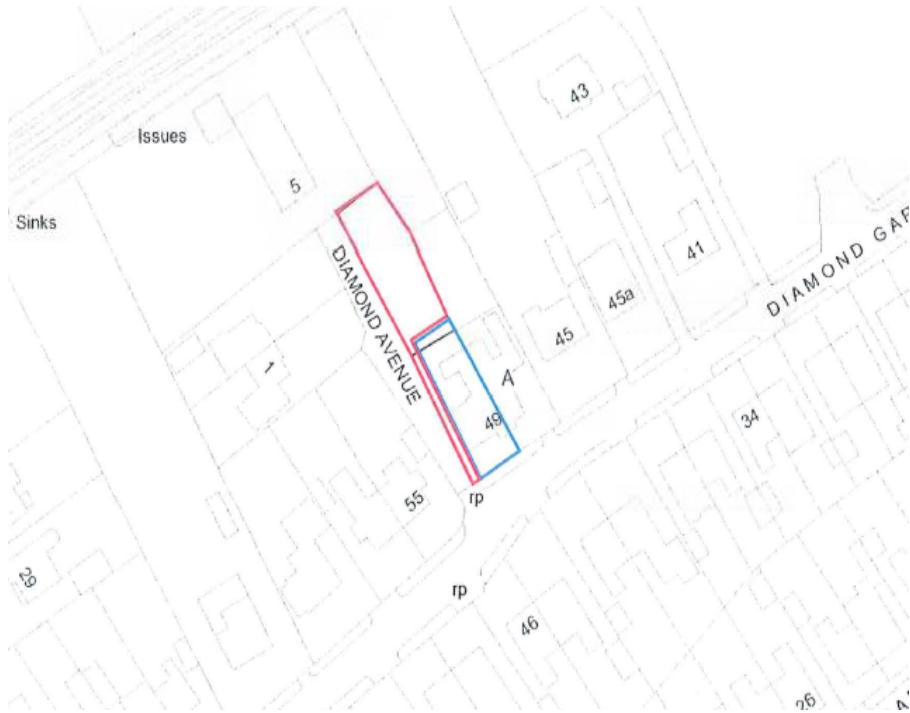 43
Issues
5
Sinks
41
DIAMOND GAR
DIAMOND AVENUE
45a
45
1
A
49
34
55
rp
29
rp
46
26